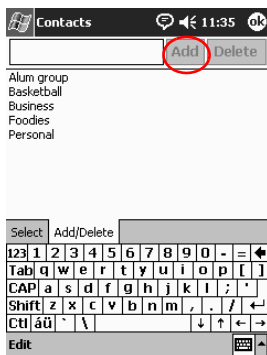 Contacts 11:35 ok
Add Delete
Alum group
Basketball
Business
Foodies
Personal
Select Add/Delete
123 1 2 3 4 5 6 7 8 9 0 - =
Tab q w e r t y u i o p [ ]
CAP a s d f g h j k l ; '
Shift z x c v b n m , . /
Ctl áü ` \
Edit